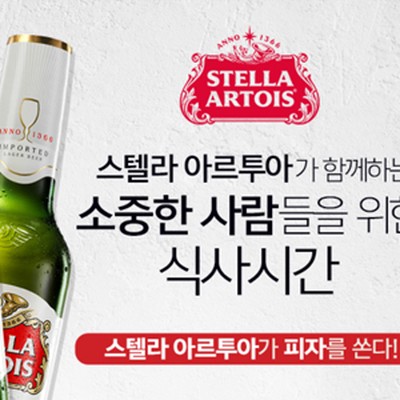 ANNO 1366
STELLA
ARTOIS
ANNO 1366
IMPORTED
LAGER BEER
스텔라 아르투아가 함께하는
소중한 사람들을 위한
식사시간
LLA
TOIS
스텔라 아르투아가 피자를 쏜다!